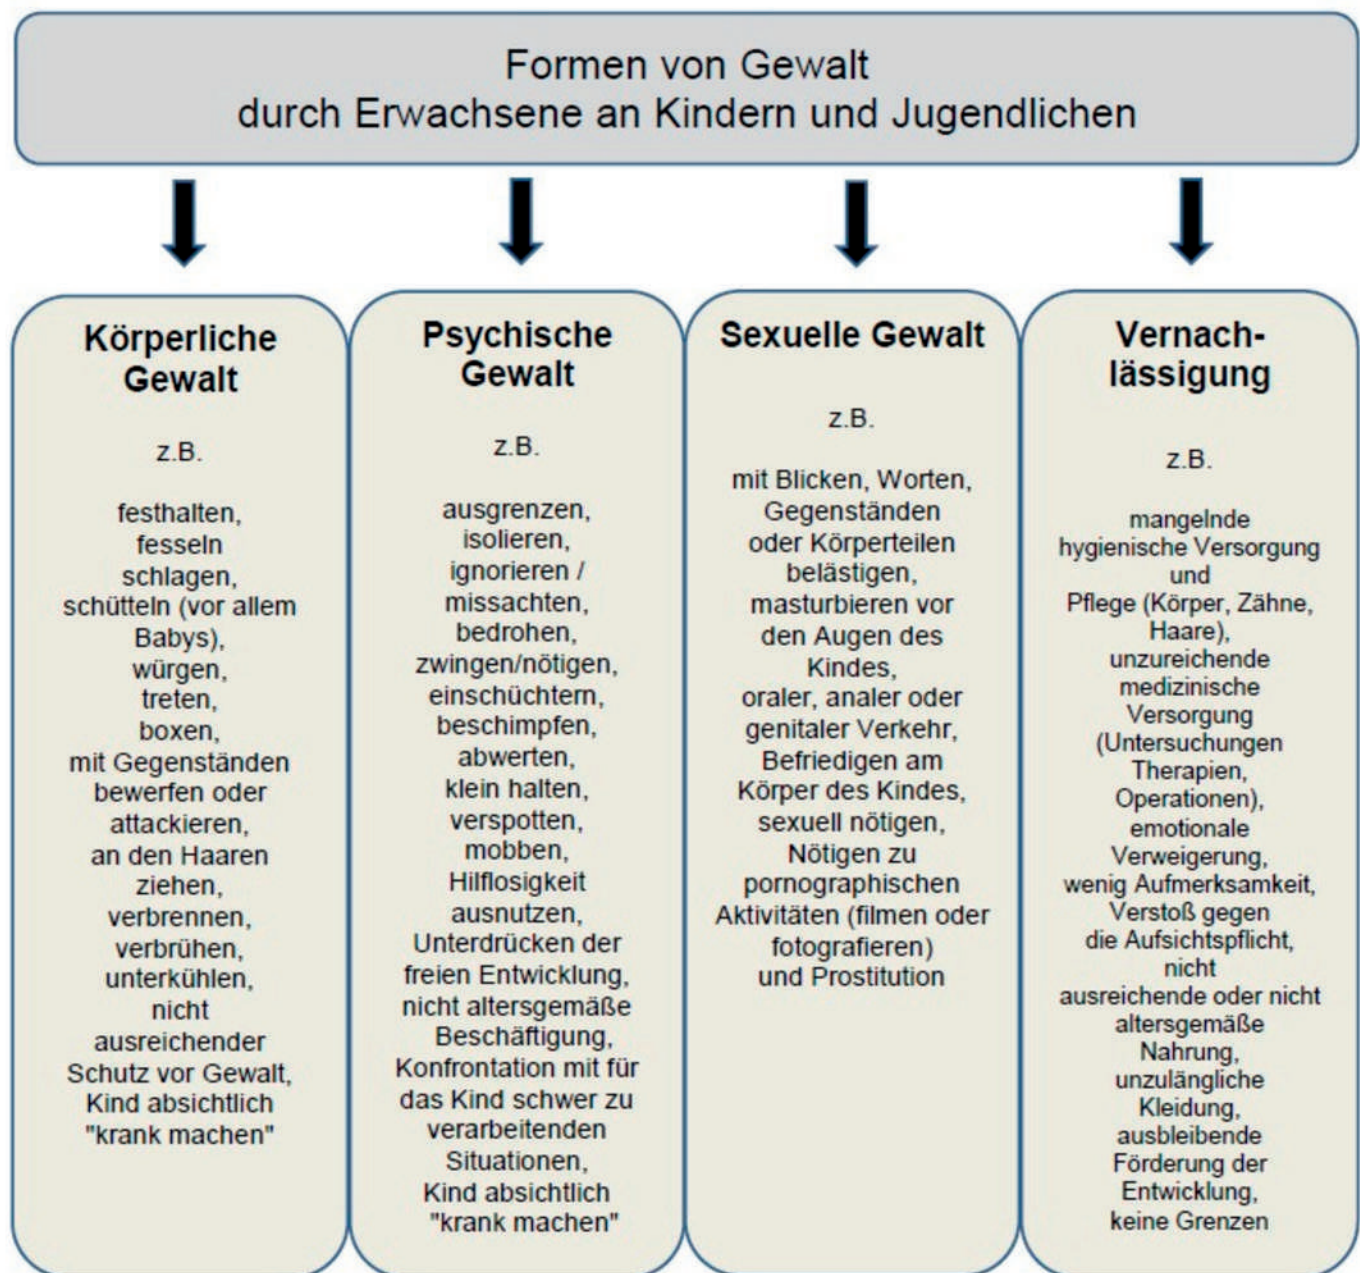 Formen von Gewalt
durch Erwachsene an Kindern und Jugendlichen
Körperliche
Gewalt
z.B.
festhalten,
fesseln
schlagen,
schütteln (vor allem
Babys),
würgen,
treten,
boxen,
mit Gegenständen
bewerfen oder
attackieren,
an den Haaren
ziehen,
verbrennen,
verbrühen,
unterkühlen,
nicht
ausreichender
Schutz vor Gewalt,
Kind absichtlich
"krank machen"
Psychische
Gewalt
z.B.
ausgrenzen,
isolieren,
ignorieren /
missachten,
bedrohen,
zwingen/nötigen,
einschüchtern,
beschimpfen,
abwerten,
klein halten,
verspotten,
mobben,
Hilflosigkeit
ausnutzen,
Unterdrücken der
freien Entwicklung,
nicht altersgemäße
Beschäftigung,
Konfrontation mit für
das Kind schwer zu
verarbeitenden
Situationen,
Kind absichtlich
"krank machen"
Sexuelle Gewalt
z.B.
mit Blicken, Worten,
Gegenständen
oder Körperteilen
belästigen,
masturbieren vor
den Augen des
Kindes,
oraler, analer oder
genitaler Verkehr,
Befriedigen am
Körper des Kindes,
sexuell nötigen,
Nötigen zu
pornographischen
Aktivitäten (filmen oder
fotografieren)
und Prostitution
Vernach-
lässigung
z.B.
mangelnde
hygienische Versorgung
und
Pflege (Körper, Zähne,
Haare),
unzureichende
medizinische
Versorgung
(Untersuchungen
Therapien,
Operationen),
emotionale
Verweigerung,
wenig Aufmerksamkeit,
Verstoß gegen
die Aufsichtspflicht,
nicht
ausreichende oder nicht
altersgemäße
Nahrung,
unzulängliche
Kleidung,
ausbleibende
Förderung der
Entwicklung,
keine Grenzen